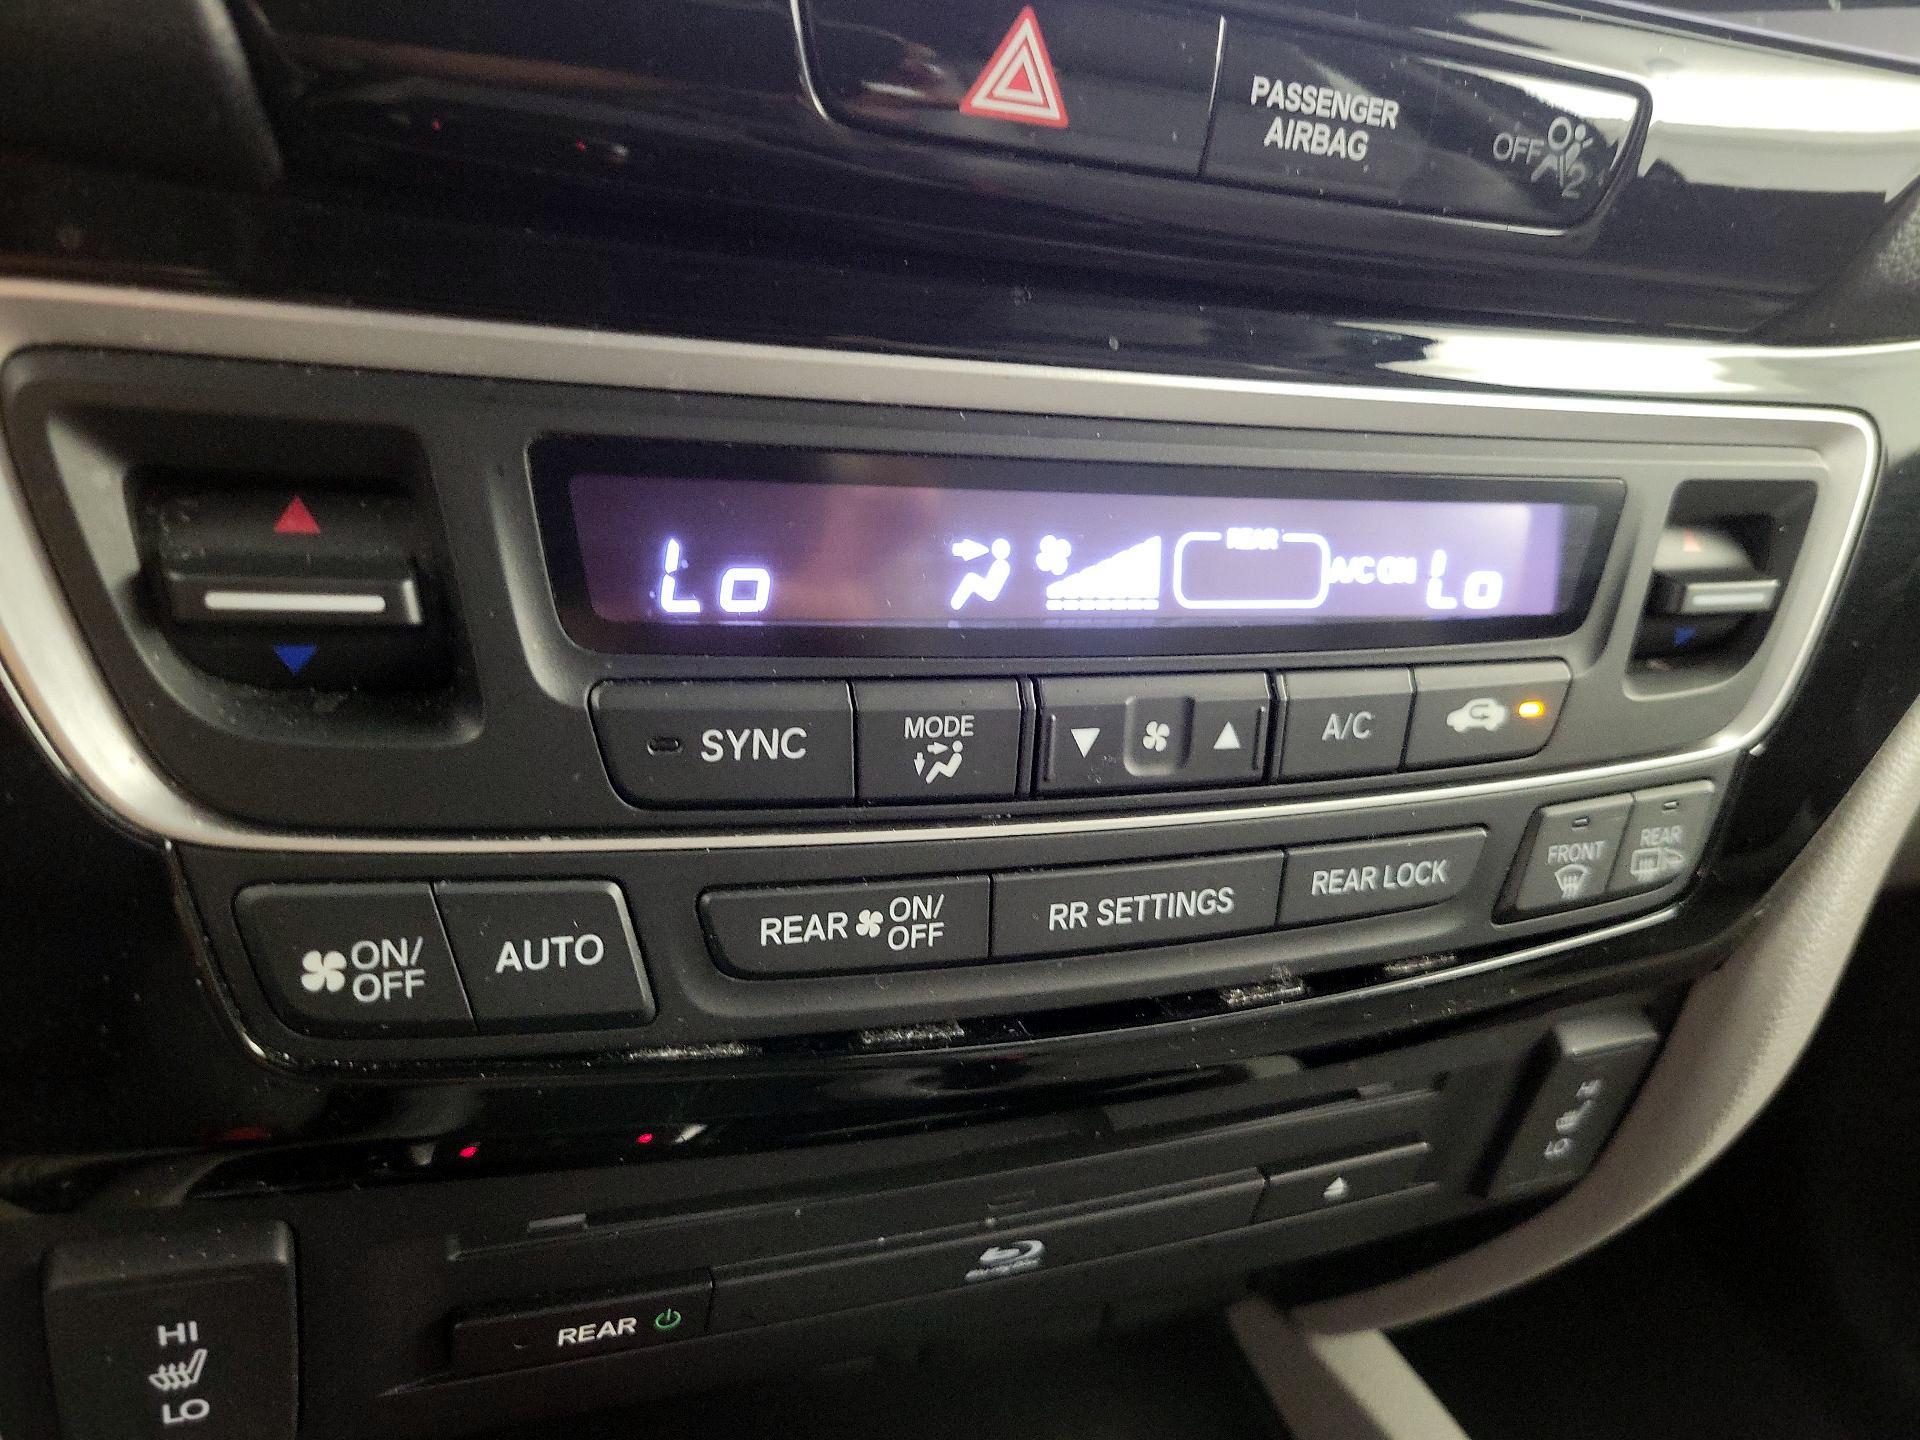 PASSENGER
AIRBAG
OFF
2
Lo
REAR
A/C ON
Lo
SYNC
MODE
A/C
ON/
OFF
AUTO
REAR
ON/
OFF
RR SETTINGS
REAR LOCK
FRONT
REAR
REAR
HI
LO